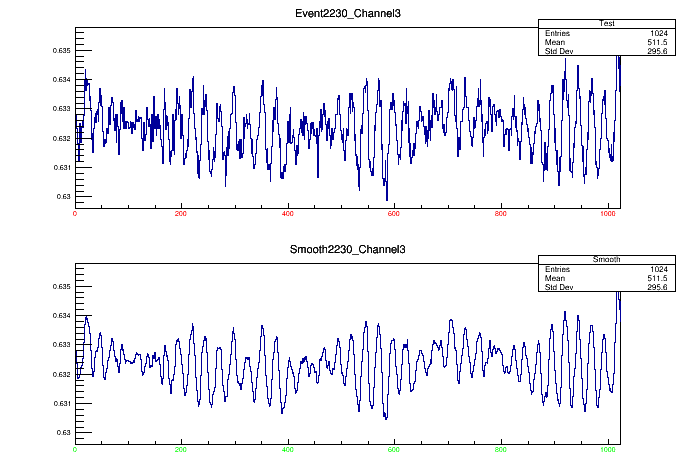 Event2230_Channel3
Test
Entries 1024
Mean 511.5
Std Dev 295.6
0.635
0.634
0.633
0.632
0.631
0.63
0 200 400 600 800 1000
Smooth2230_Channel3
Smooth
Entries 1024
Mean 511.5
Std Dev 295.6
0.635
0.634
0.633
0.632
0.631
0.63
0 200 400 600 800 1000